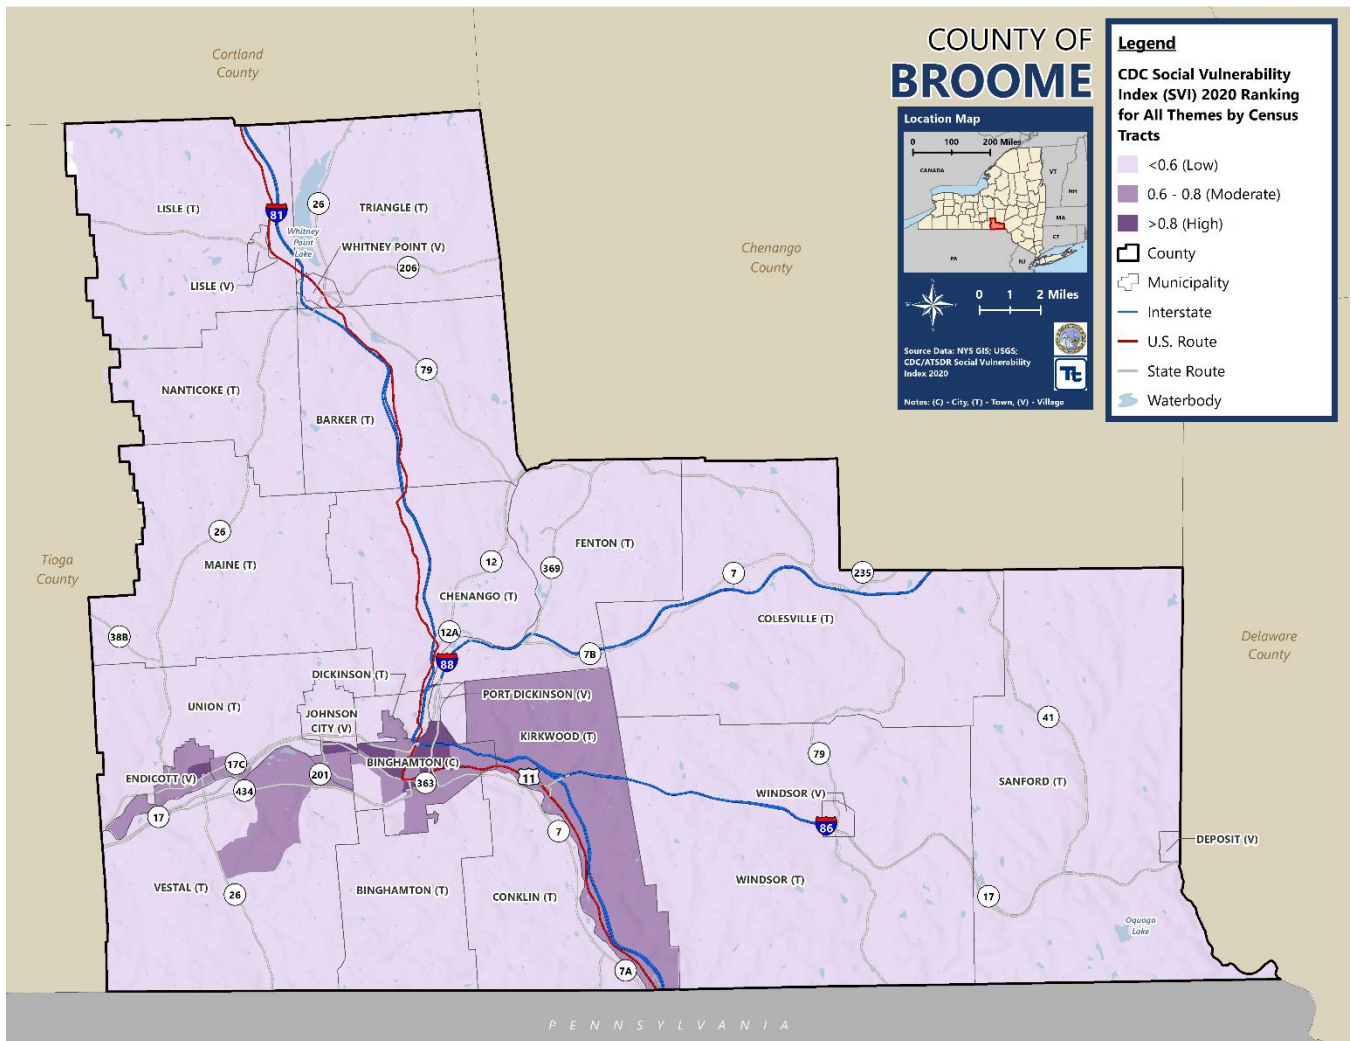 COUNTY OF
BROOME
Location Map
0 100 200 Miles
CANADA
VT
NH
MA
CT
NJ
PA
0 1 2 Miles
Source Data: NYS GIS; USGS;
CDC/ATSDR Social Vulnerability
Index 2020
Tt
Notes: (C) - City, (T) - Town, (V) - Village
Legend
CDC Social Vulnerability
Index (SVI) 2020 Ranking
for All Themes by Census
Tracts
<0.6 (Low)
0.6 - 0.8 (Moderate)
>0.8 (High)
County
Municipality
Interstate
U.S. Route
State Route
Waterbody
Cortland
County
Chenango
County
Tioga
County
Delaware
County
PENNSYLVANIA
LISLE (T)
81
26
TRIANGLE (T)
Whitney
Point
Lake
WHITNEY POINT (V)
206
LISLE (V)
79
NANTICOKE (T)
BARKER (T)
26
MAINE (T)
12
369
FENTON (T)
7
235
CHENANGO (T)
COLESVILLE (T)
38B
12A
88
7B
DICKINSON (T)
PORT DICKINSON (V)
UNION (T)
JOHNSON
CITY (V)
41
KIRKWOOD (T)
79
17C
BINGHAMTON (C)
ENDICOTT (V)
201
363
11
SANFORD (T)
434
WINDSOR (V)
17
7
86
DEPOSIT (V)
VESTAL (T)
26
BINGHAMTON (T)
CONKLIN (T)
WINDSOR (T)
17
Oquaga
Lake
7A